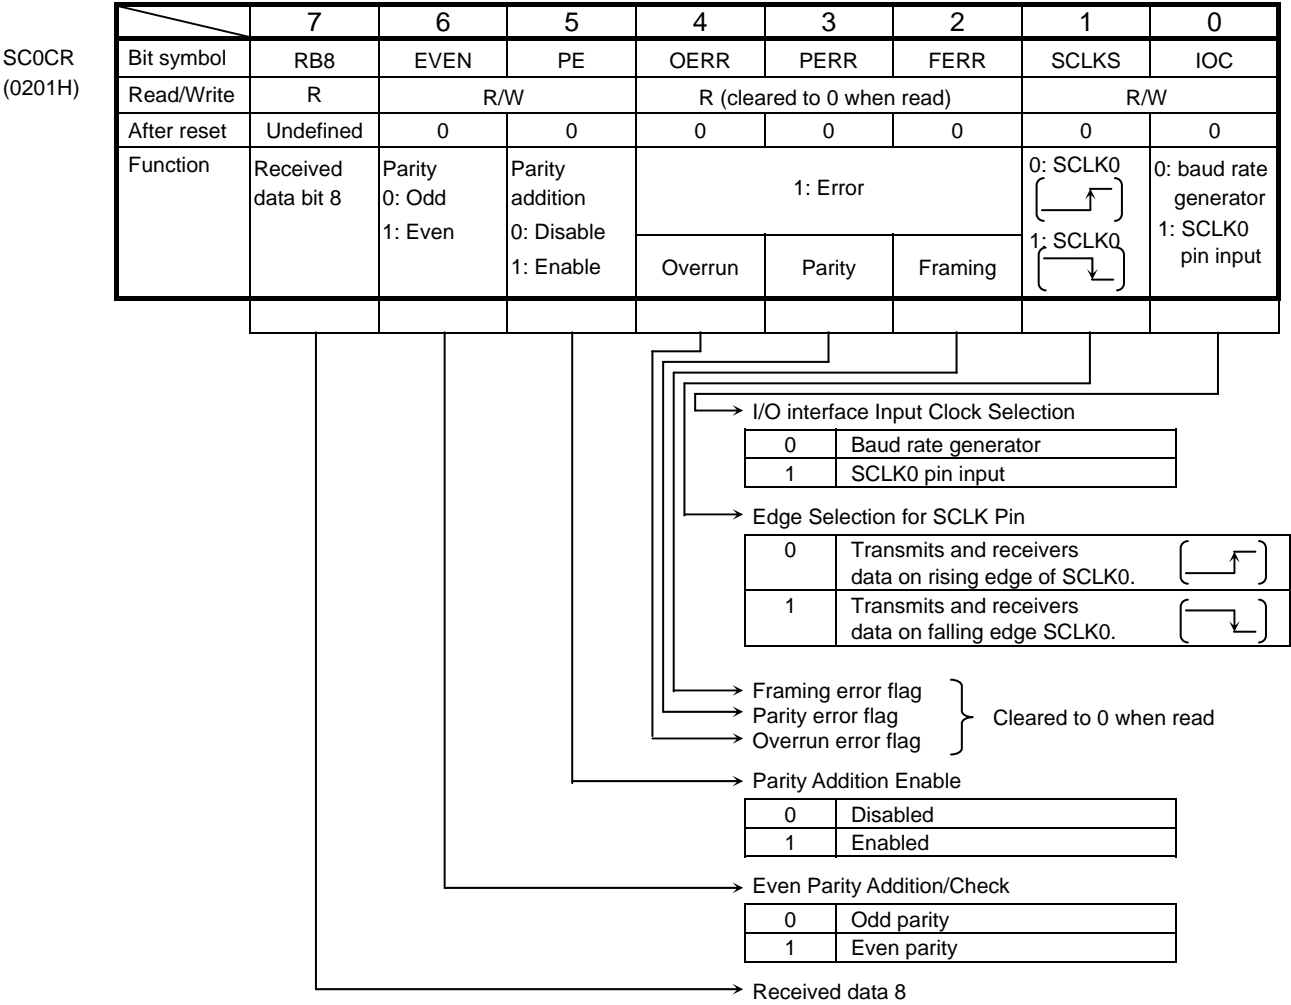 7 6 5 4 3 2 1 0
SC0CR
(0201H)
Bit symbol RB8 EVEN PE OERR PERR FERR SCLKS IOC
Read/Write R R/W R (cleared to 0 when read) R/W
After reset Undefined 0 0 0 0 0 0 0
Function
Received
data bit 8
Parity
0: Odd
1: Even
Parity
addition
0: Disable
1: Enable
1: Error
Overrun Parity Framing
0: SCLK0
1: SCLK0
0: baud rate
generator
1: SCLK0
pin input
I/O interface Input Clock Selection
0 Baud rate generator
1 SCLK0 pin input
Edge Selection for SCLK Pin
0 Transmits and receivers
data on rising edge of SCLK0.
1 Transmits and receivers
data on falling edge SCLK0.
Framing error flag
Parity error flag
Overrun error flag
Cleared to 0 when read
Parity Addition Enable
0 Disabled
1 Enabled
Even Parity Addition/Check
0 Odd parity
1 Even parity
Received data 8